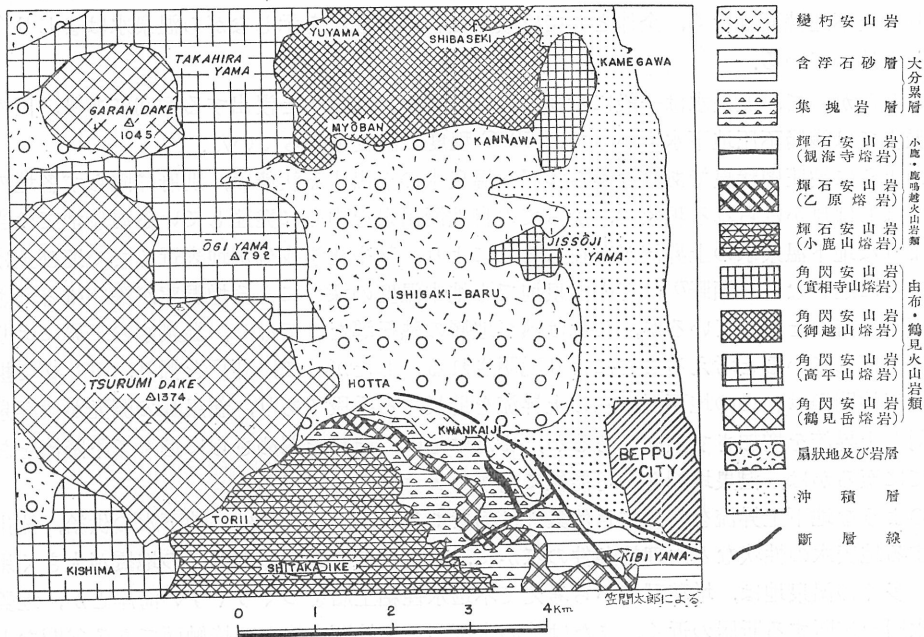 YUYAMA
SHIBASEKI
TAKAHIRA
YAMA
KAMEGAWA
GARAN DAKE
△
1045
MYŌBAN
KANNAWA
ŌGI YAMA
△792
JISSŌJI
YAMA
ISHIGAKI-BARU
TSURUMI DAKE
△1374
HOTTA
KWANKAIJI
BEPPU
CITY
TORII
SHITAKA IKE
KISHIMA
KIBI YAMA
笠間太郎による
0 1 2 3 4 Km
變朽安山岩
含浮石砂層
集塊岩層
大分累層
輝石安山岩
(観海寺熔岩)
輝石安山岩
(乙原熔岩)
輝石安山岩
(小鹿山熔岩)
小鹿・鹿鳴越火山岩類
角閃安山岩
(實相寺山熔岩)
角閃安山岩
(御越山熔岩)
角閃安山岩
(高平山熔岩)
角閃安山岩
(鶴見岳熔岩)
由布・鶴見火山岩類
扇狀地及び岩層
沖積層
斷層線